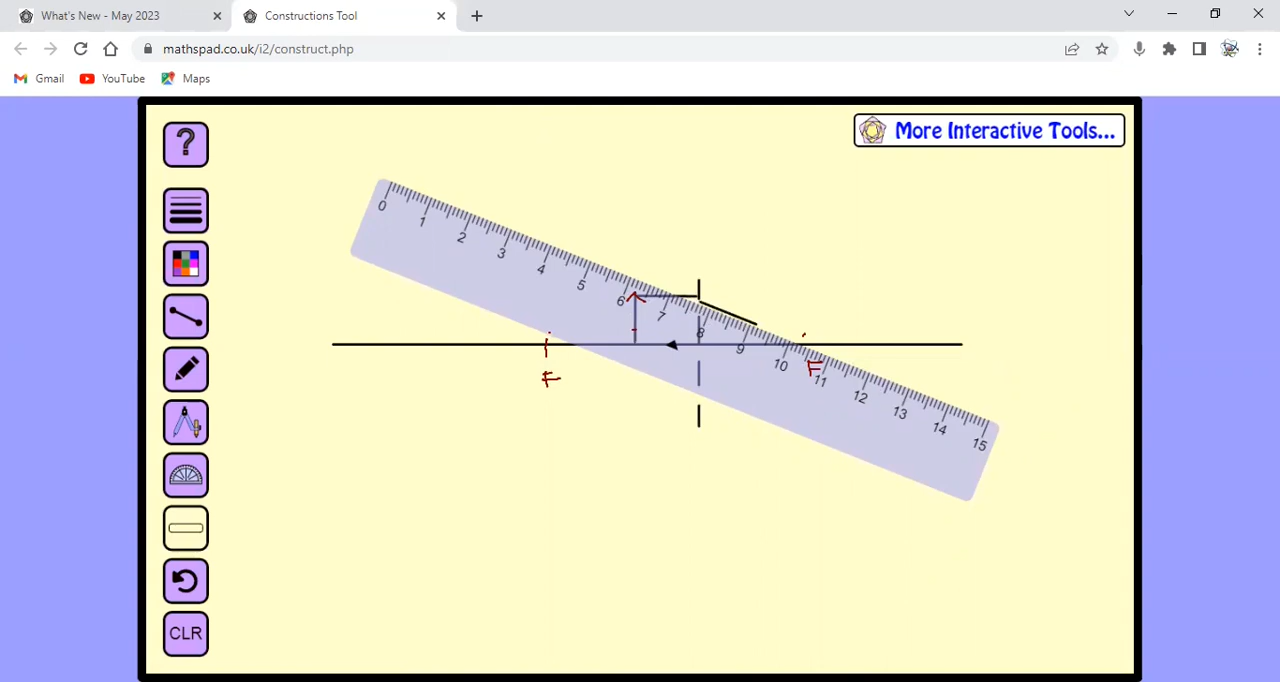 What's New - May 2023
Constructions Tool
mathspad.co.uk/i2/construct.php
Gmail
YouTube
Maps
?
More Interactive Tools...
0 1 2 3 4 5 6 7 8 9 10 11 12 13 14 15
F
F
CLR